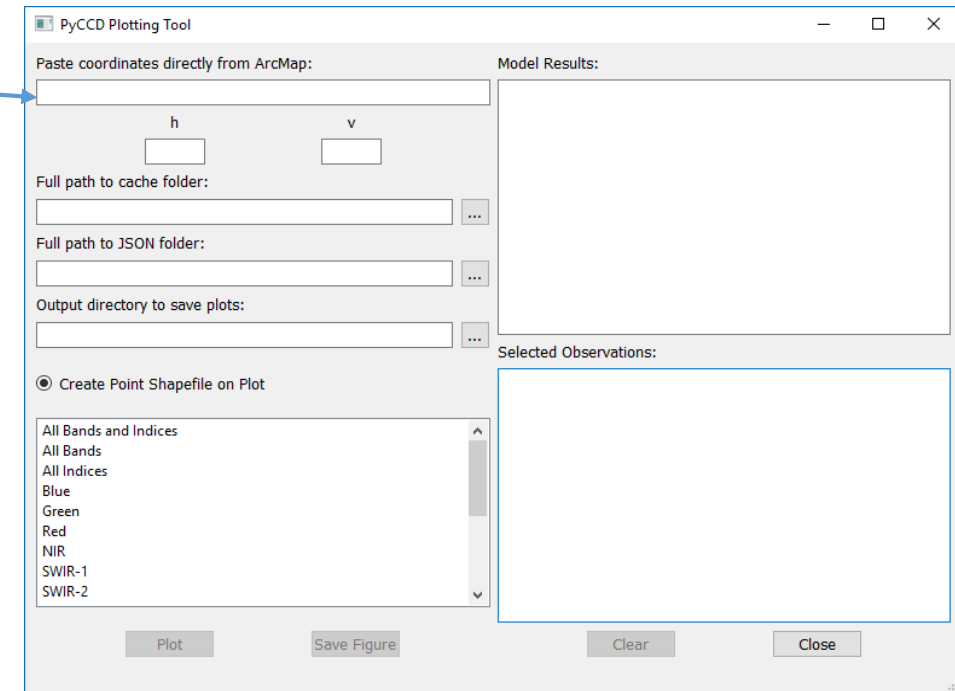 PyCCD Plotting Tool
Paste coordinates directly from ArcMap:
h v
Full path to cache folder:
...
Full path to JSON folder:
...
Output directory to save plots:
...
Create Point Shapefile on Plot
All Bands and Indices
All Bands
All Indices
Blue
Green
Red
NIR
SWIR-1
SWIR-2
Model Results:
Selected Observations:
Plot Save Figure Clear Close